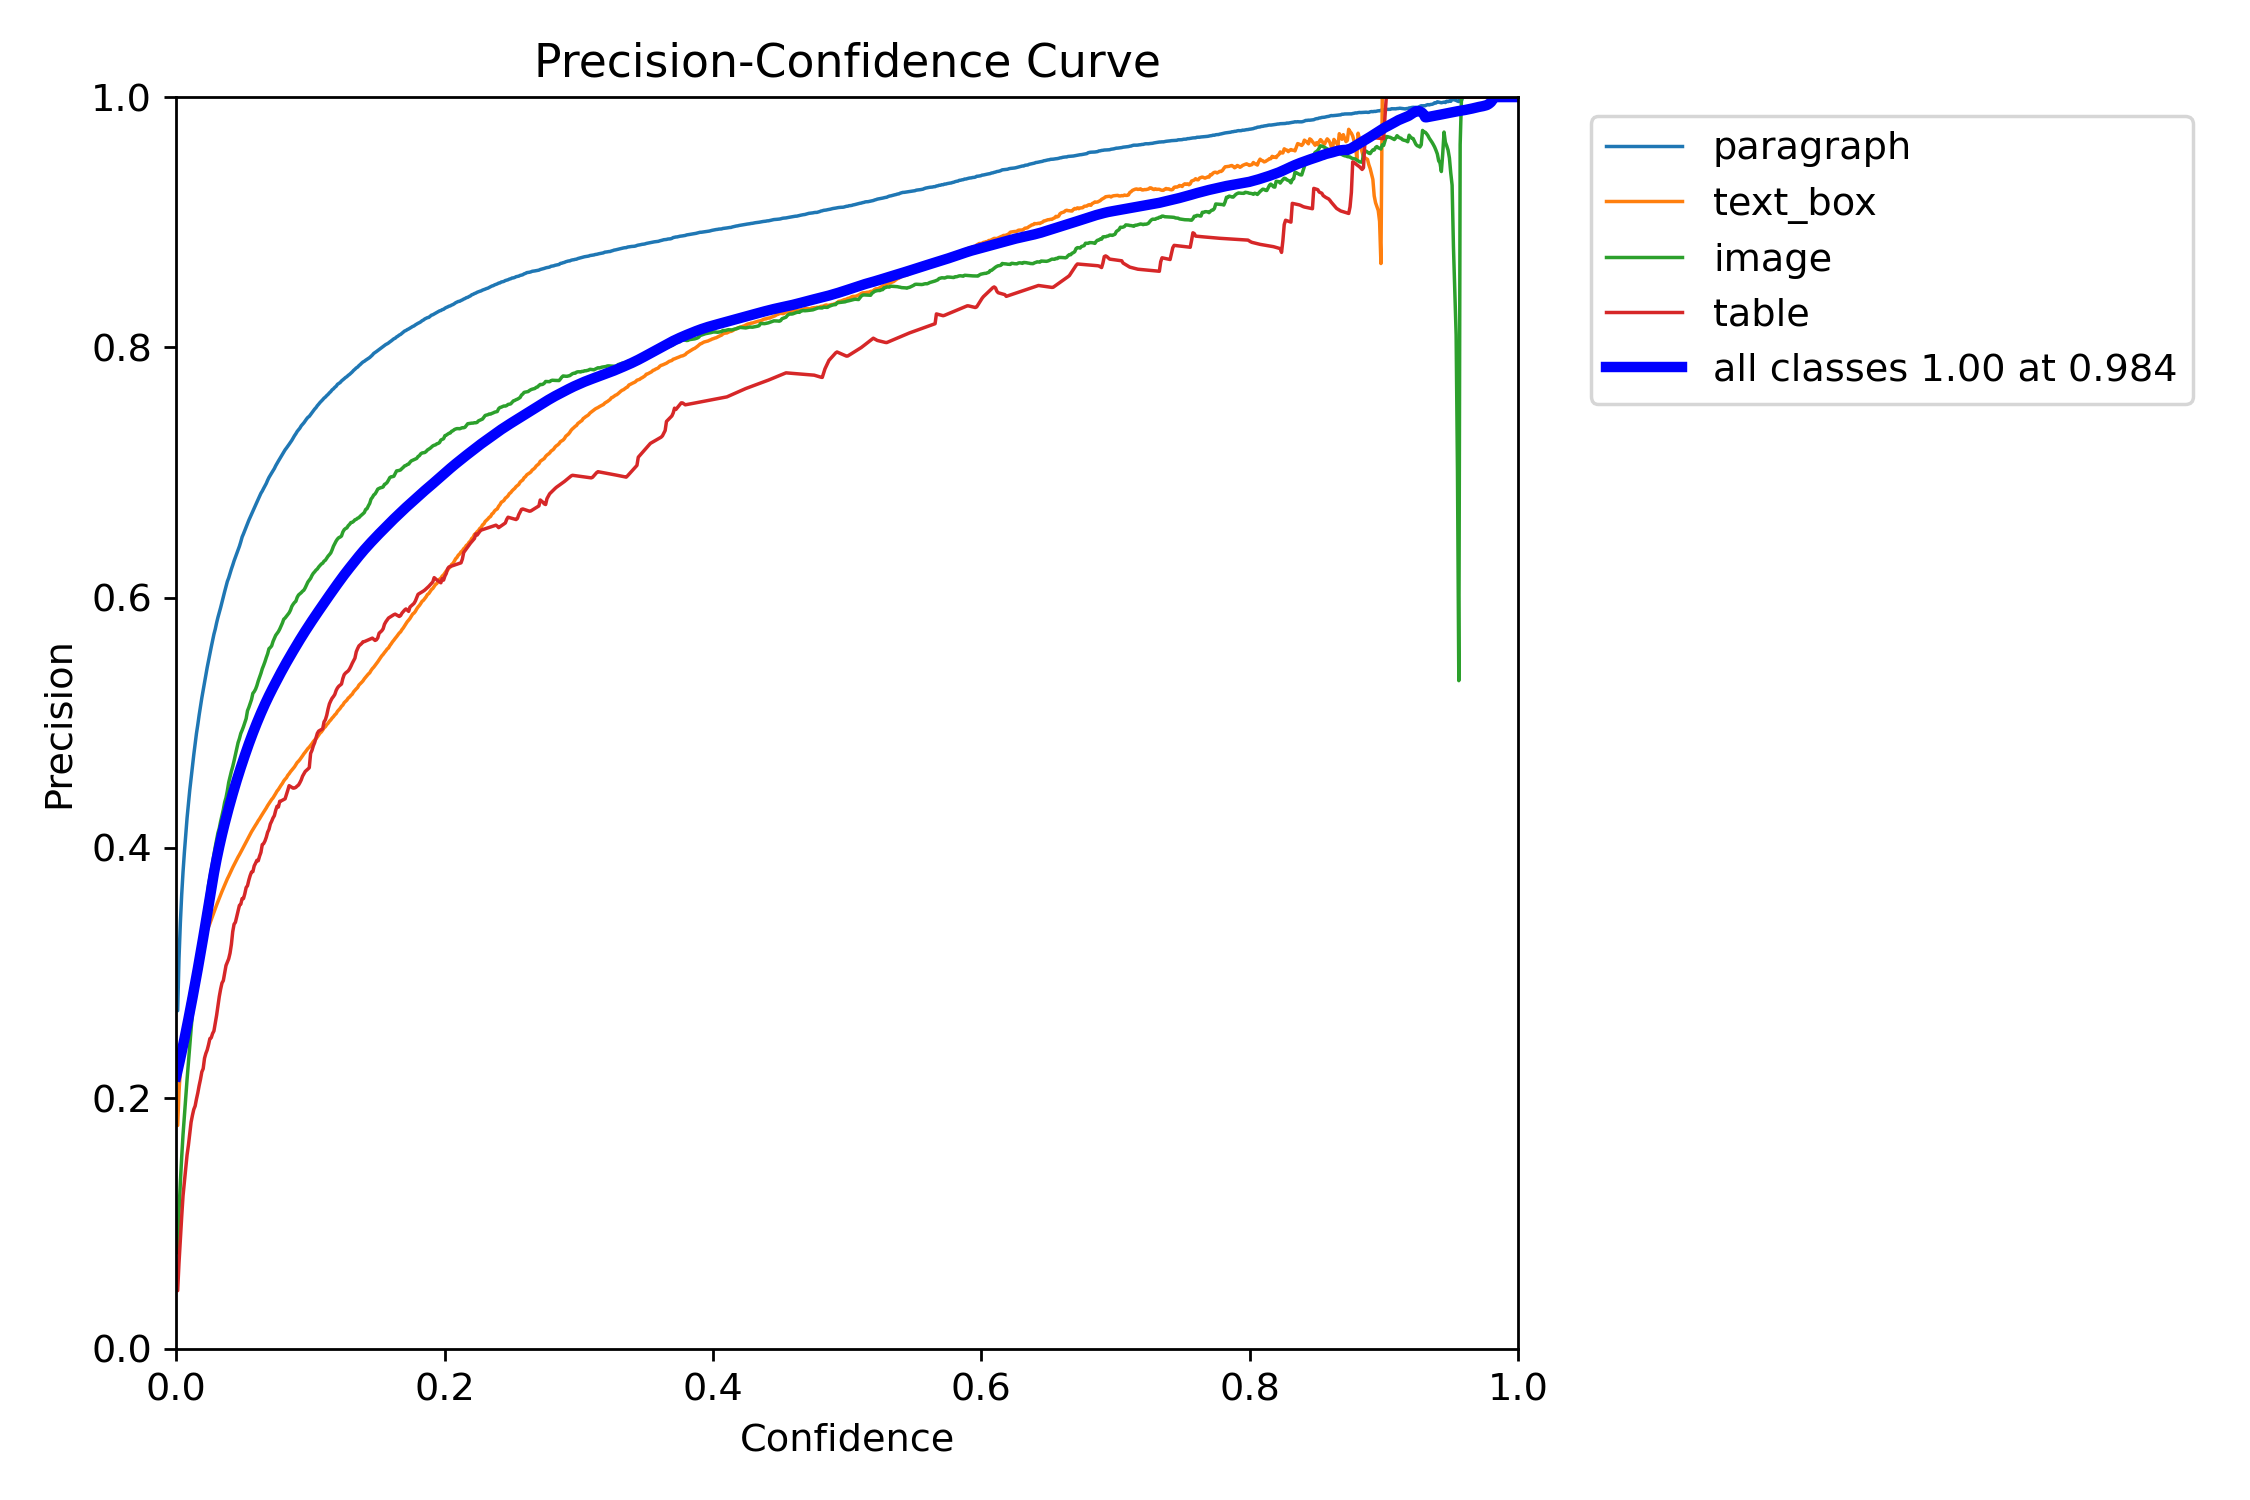 Precision-Confidence Curve
1.0
0.8
0.6
0.4
0.2
0.0
Precision
0.0 0.2 0.4 0.6 0.8 1.0
Confidence
paragraph
text_box
image
table
all classes 1.00 at 0.984